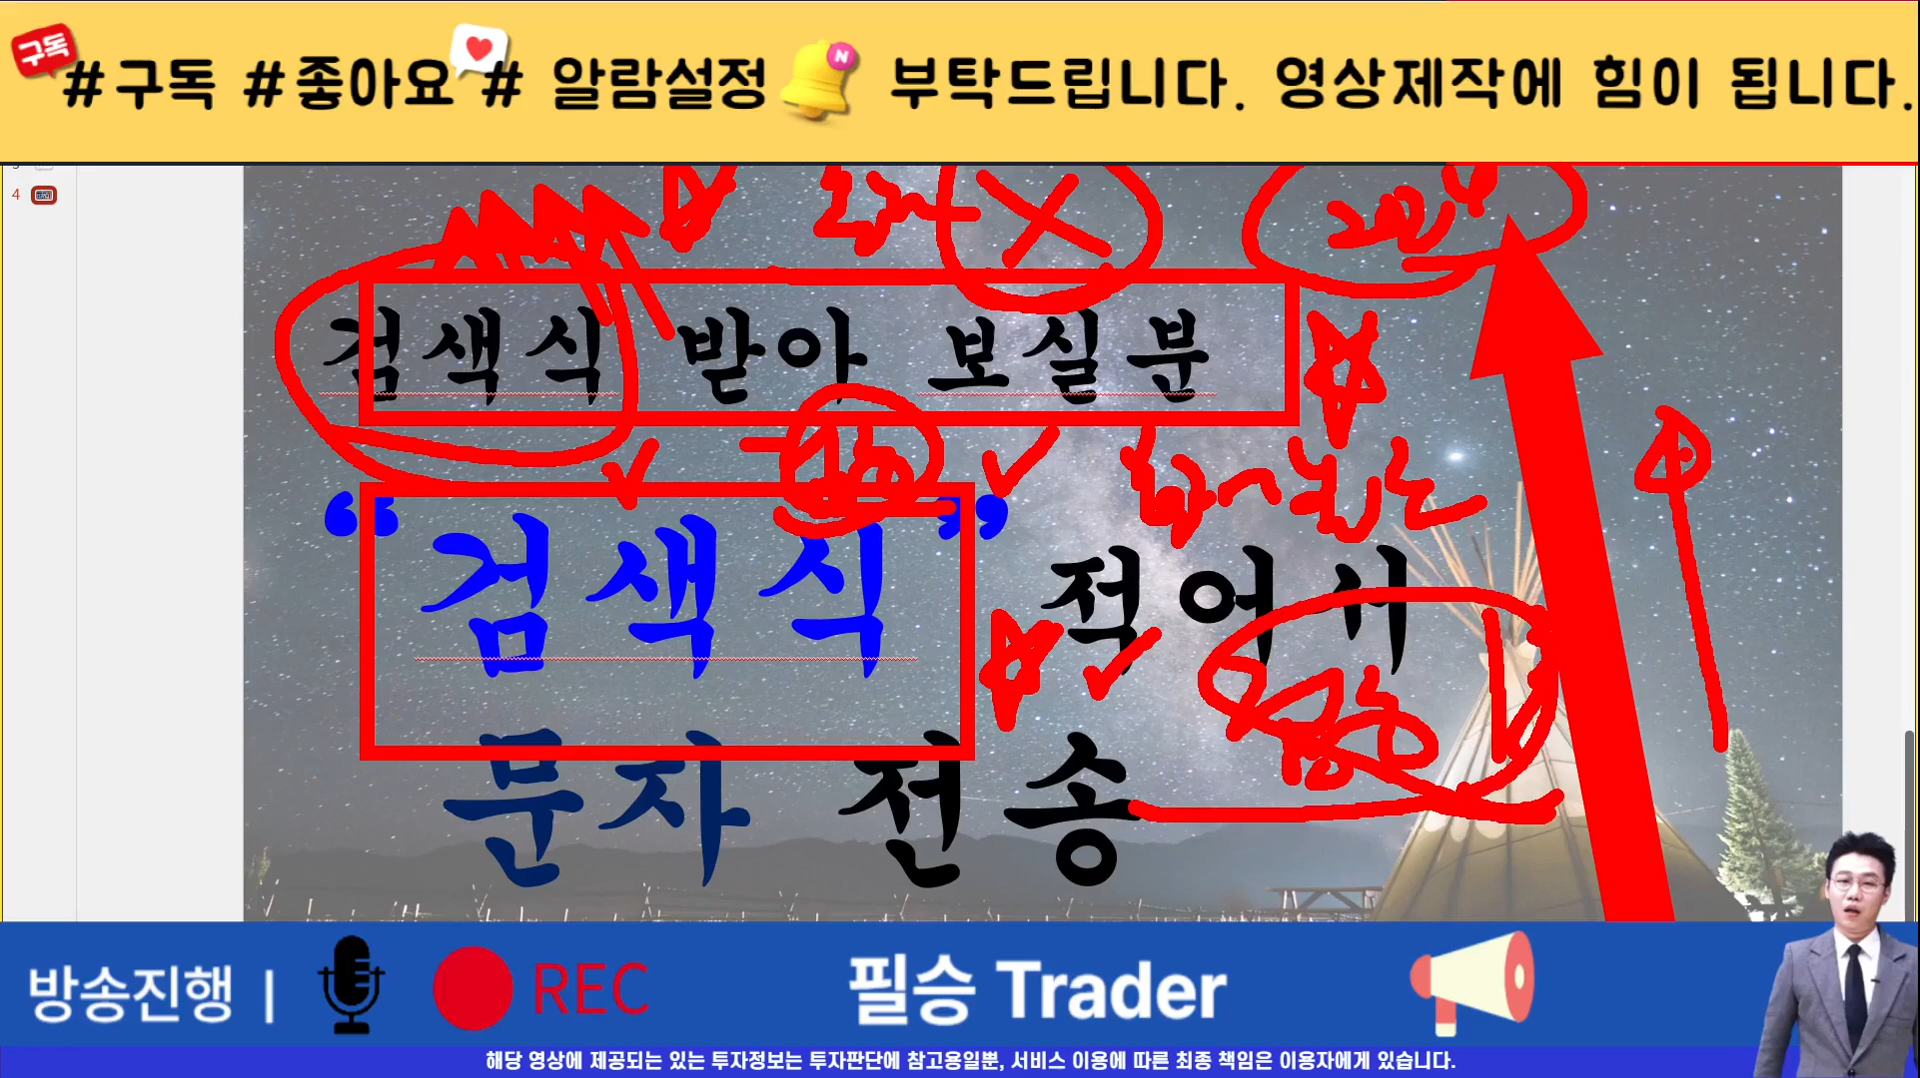 구독 #구독 #좋아요 # 알람설정 N 부탁드립니다. 영상제작에 힘이 됩니다.
4
검색식 받아 보실분
“검색식” 적어서
문자 전송
방송진행 | REC 필승 Trader
해당 영상에 제공되는 있는 투자정보는 투자판단에 참고용일뿐, 서비스 이용에 따른 최종 책임은 이용자에게 있습니다.